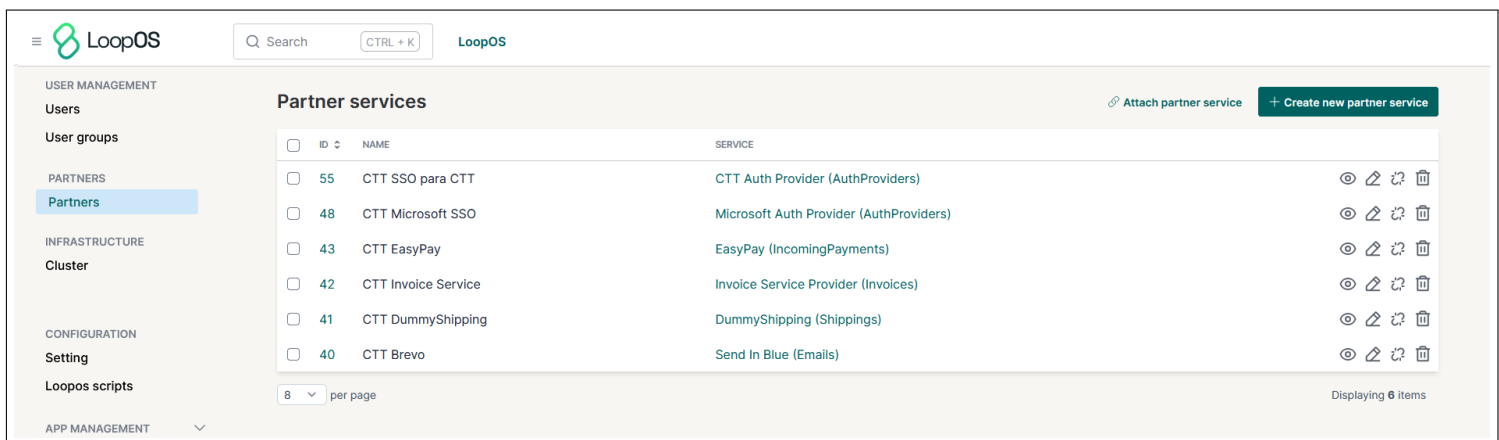 LoopOS
Search CTRL + K
LoopOS
USER MANAGEMENT
Users
User groups
PARTNERS
Partners
INFRASTRUCTURE
Cluster
CONFIGURATION
Setting
Loopos scripts
APP MANAGEMENT
Partner services
Attach partner service
+ Create new partner service
ID NAME SERVICE
55 CTT SSO para CTT CTT Auth Provider (AuthProviders)
48 CTT Microsoft SSO Microsoft Auth Provider (AuthProviders)
43 CTT EasyPay EasyPay (IncomingPayments)
42 CTT Invoice Service Invoice Service Provider (Invoices)
41 CTT DummyShipping DummyShipping (Shippings)
40 CTT Brevo Send In Blue (Emails)
8 per page
Displaying 6 items